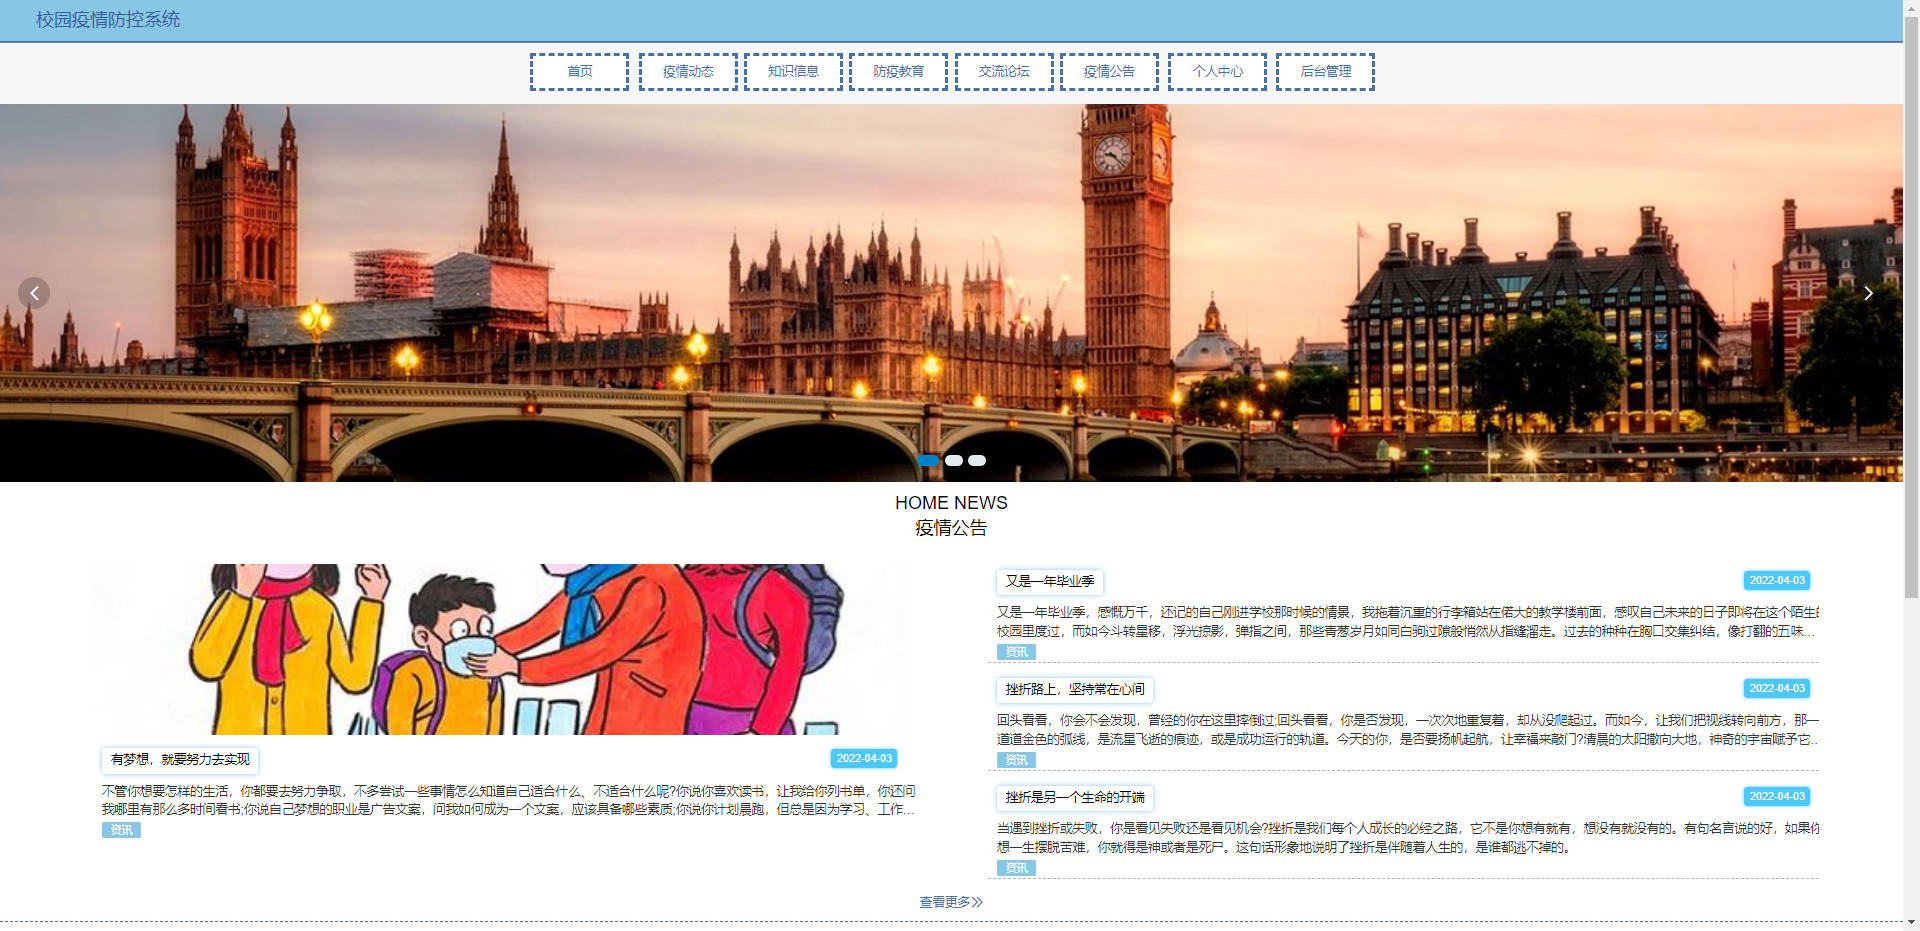 校园疫情防控系统
首页
疫情动态
知识信息
防疫教育
交流论坛
疫情公告
个人中心
后台管理
HOME NEWS
疫情公告
有梦想，就要努力去实现
2022-04-03
不管你想要怎样的生活，你都要去努力争取，不多尝试一些事情怎么知道自己适合什么、不适合什么呢?你说你喜欢读书，让我给你列书单，你还问
我哪里有那么多时间看书;你说自己梦想的职业是广告文案，问我如何成为一个文案，应该具备哪些素质;你说你计划晨跑，但总是因为学习、工作...
资讯
又是一年毕业季
2022-04-03
又是一年毕业季，感慨万千，还记的自己刚进学校那时候的情景，我拖着沉重的行李箱站在偌大的教学楼前面，感叹自己未来的日子即将在这个陌生的
校园里度过，而如今斗转星移，浮光掠影，弹指之间，那些青葱岁月如同白驹过隙般悄然从指缝溜走。过去的种种在胸口交集纠结，像打翻的五味...
资讯
挫折路上，坚持常在心间
2022-04-03
回头看看，你会不会发现，曾经的你在这里摔倒过;回头看看，你是否发现，一次次地重复着，却从没爬起过。而如今，让我们把视线转向前方，那一
道道金色的弧线，是流星飞逝的痕迹，或是成功运行的轨道。今天的你，是否要扬帆起航，让幸福来敲门?清晨的太阳撒向大地，神奇的宇宙赋予它...
资讯
挫折是另一个生命的开端
2022-04-03
当遇到挫折或失败，你是看见失败还是看见机会?挫折是我们每个人成长的必经之路，它不是你想有就有，想没有就没有的。有句名言说的好，如果你
想一生摆脱苦难，你就得是神或者是死尸。这句话形象地说明了挫折是伴随着人生的，是谁都逃不掉的。
资讯
查看更多